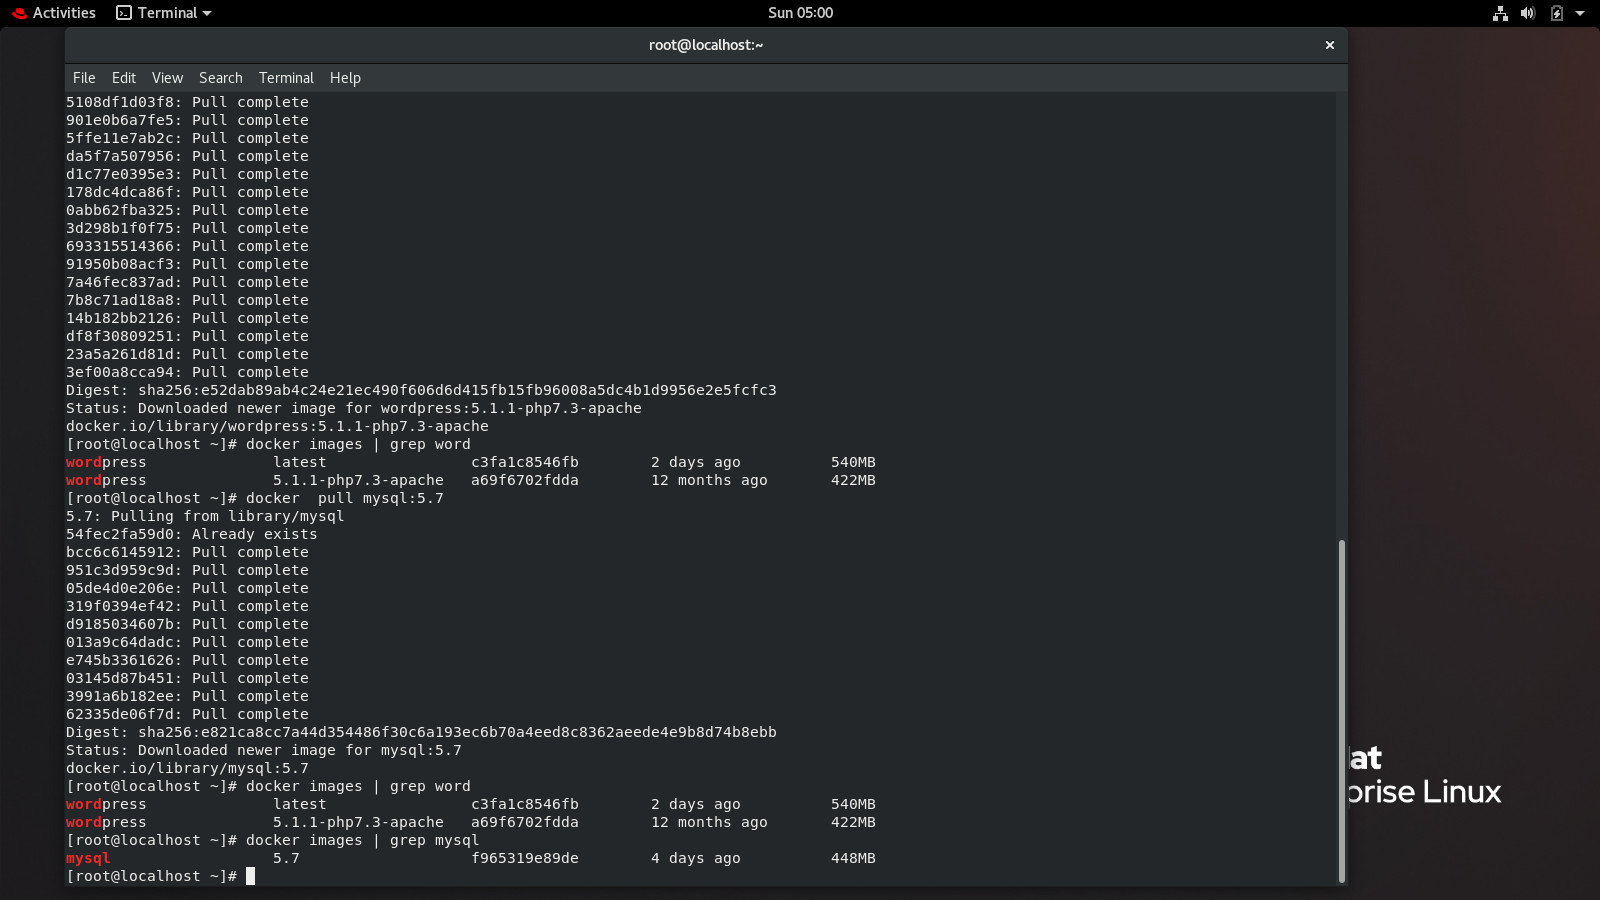 Activities Terminal Sun 05:00
root@localhost:~
File Edit View Search Terminal Help
5108df1d03f8: Pull complete
901e0b6a7fe5: Pull complete
5ffe11e7ab2c: Pull complete
da5f7a507956: Pull complete
d1c77e0395e3: Pull complete
178dc4dca86f: Pull complete
0abb62fba325: Pull complete
3d298b1f0f75: Pull complete
693315514366: Pull complete
91950b08acf3: Pull complete
7a46fec837ad: Pull complete
7b8c71ad18a8: Pull complete
14b182bb2126: Pull complete
df8f30809251: Pull complete
23a5a261d81d: Pull complete
3ef00a8cca94: Pull complete
Digest: sha256:e52dab89ab4c24e21ec490f606d6d415fb15fb96008a5dc4b1d9956e2e5fcfc3
Status: Downloaded newer image for wordpress:5.1.1-php7.3-apache
docker.io/library/wordpress:5.1.1-php7.3-apache
[root@localhost ~]# docker images | grep word
wordpress latest c3fa1c8546fb 2 days ago 540MB
wordpress 5.1.1-php7.3-apache a69f6702fdda 12 months ago 422MB
[root@localhost ~]# docker  pull mysql:5.7
5.7: Pulling from library/mysql
54fec2fa59d0: Already exists
bcc6c6145912: Pull complete
951c3d959c9d: Pull complete
05de4d0e206e: Pull complete
319f0394ef42: Pull complete
d9185034607b: Pull complete
013a9c64dadc: Pull complete
e745b3361626: Pull complete
03145d87b451: Pull complete
3991a6b182ee: Pull complete
62335de06f7d: Pull complete
Digest: sha256:e821ca8cc7a44d354486f30c6a193ec6b70a4eed8c8362aeede4e9b8d74b8ebb
Status: Downloaded newer image for mysql:5.7
docker.io/library/mysql:5.7
[root@localhost ~]# docker images | grep word
wordpress latest c3fa1c8546fb 2 days ago 540MB
wordpress 5.1.1-php7.3-apache a69f6702fdda 12 months ago 422MB
[root@localhost ~]# docker images | grep mysql
mysql 5.7 f965319e89de 4 days ago 448MB
[root@localhost ~]#
at
prise Linux